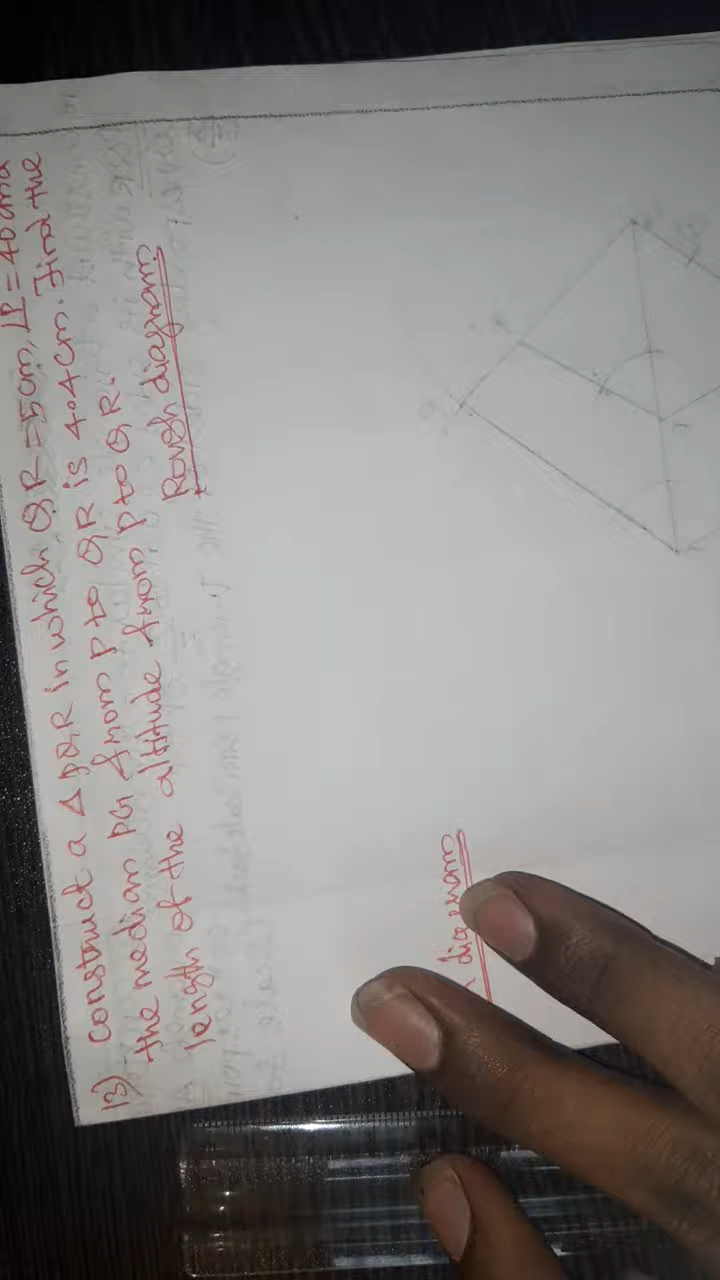 13) Construct a Δ PQR in which QR=5cm, ∠P=40 and
the median PG from P to QR is 4.4cm. Find the
length of the altitude from P to QR.
Rough diagram
diagram